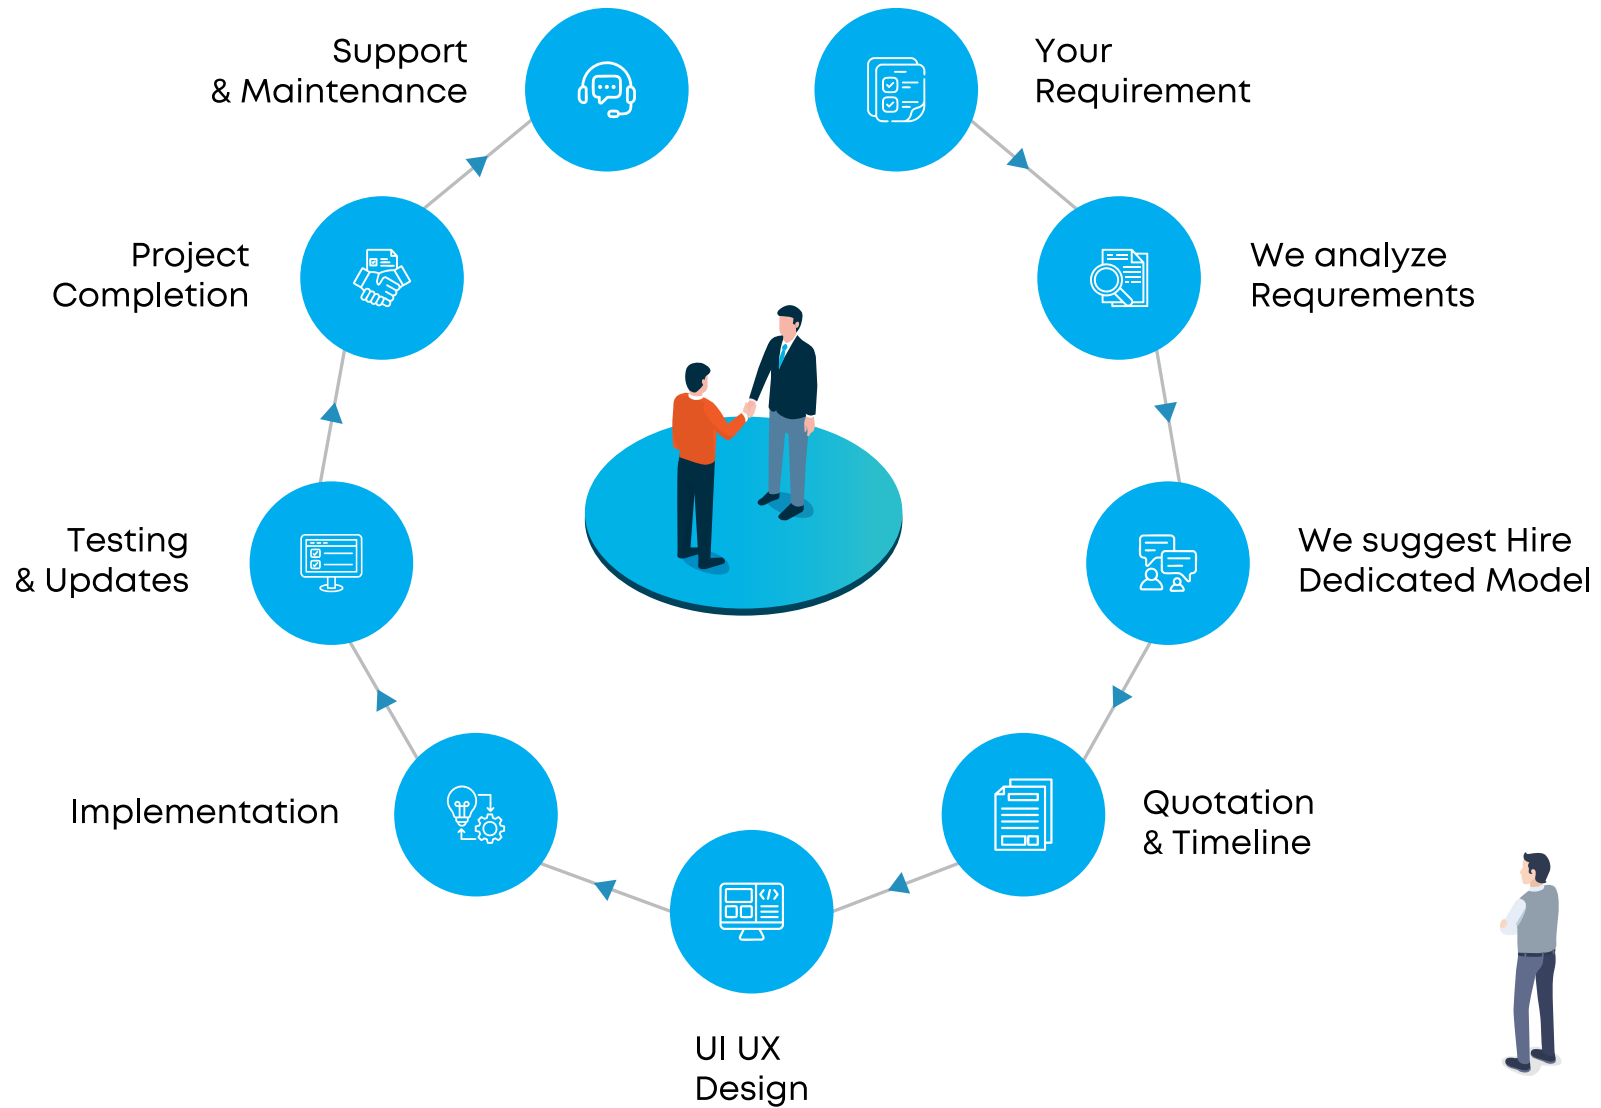 Your
Requirement
We analyze
Requrements
We suggest Hire
Dedicated Model
Quotation
& Timeline
UI UX
Design
Implementation
Testing
& Updates
Project
Completion
Support
& Maintenance